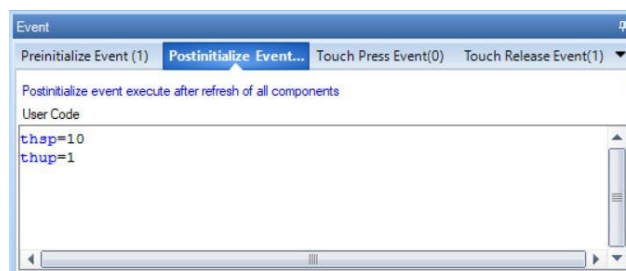 Event
Preinitialize Event (1) Postinitialize Event... Touch Press Event(0) Touch Release Event(1)
Postinitialize event execute after refresh of all components
User Code
thsp=10
thup=1